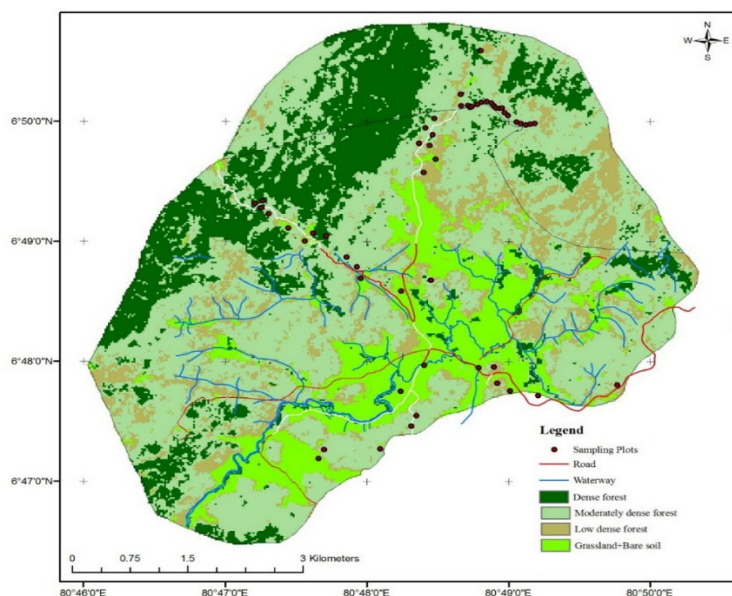 N
W E
S
6°50'0"N
6°49'0"N
6°48'0"N
6°47'0"N
Legend
Sampling Plots
Road
Waterway
Dense forest
Moderately dense forest
Low dense forest
Grassland+Bare soil
0 0.75 1.5 3 Kilometers
80°46'0"E 80°47'0"E 80°48'0"E 80°49'0"E 80°50'0"E